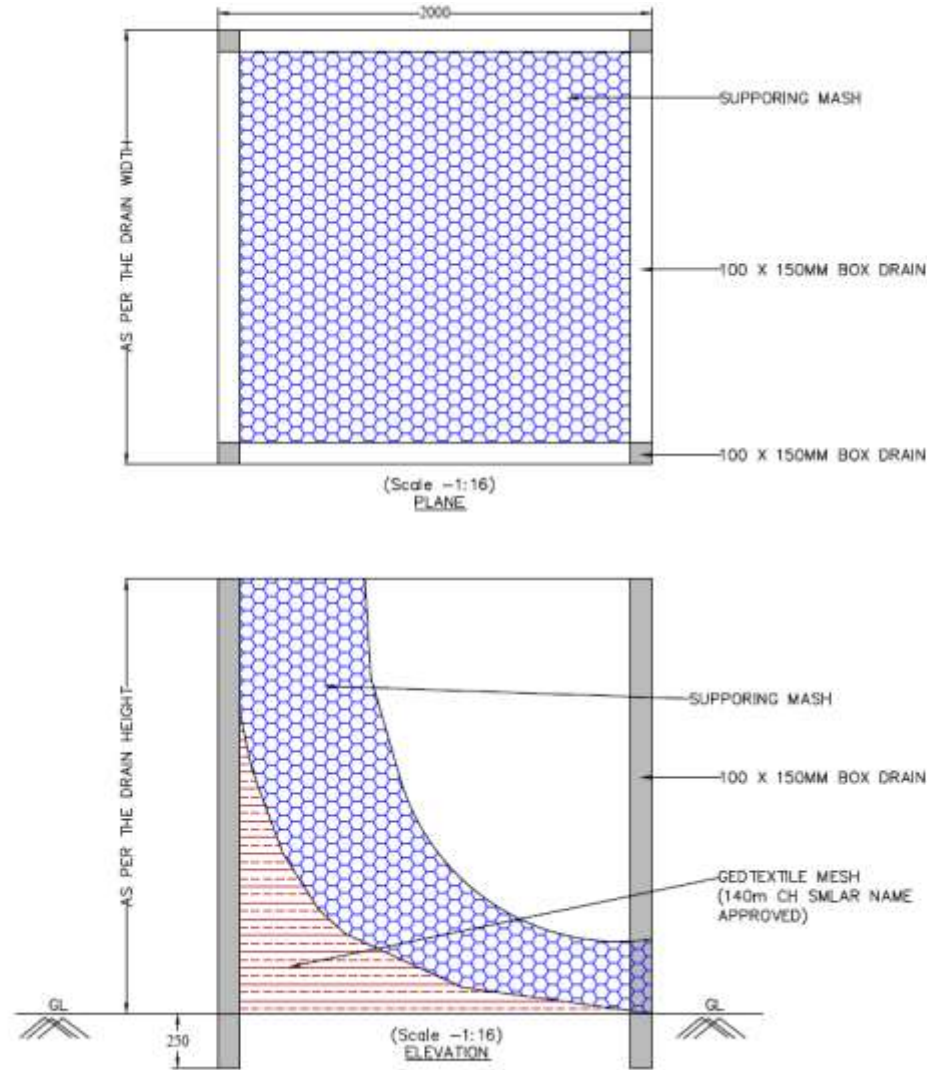 2000
AS PER THE DRAIN WIDTH
SUPPORING MASH
100 X 150MM BOX DRAIN
100 X 150MM BOX DRAIN
(Scale -1:16)
PLANE
AS PER THE DRAIN HEIGHT
SUPPORING MASH
100 X 150MM BOX DRAIN
GEDTEXTILE MESH
(140m CH SMLAR NAME
APPROVED)
GL
GL
250
(Scale -1:16)
ELEVATION